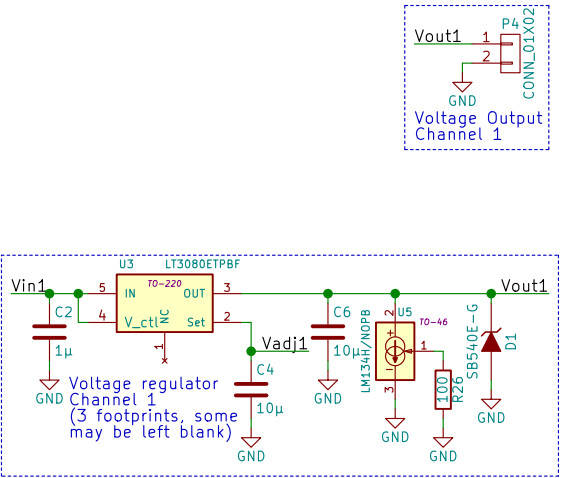 Vout1
P4
1
2
CONN_01X02
GND
Voltage Output
Channel 1
U3
LT3080ETPBF
TO-220
Vin1
5
IN
OUT
3
Vout1
4
V_ctl
NC
Set
2
1
C2
1µ
GND
Vadj1
C4
10µ
GND
C6
10µ
GND
U5
TO-46
LM134H/NOPB
2
1
3
GND
100
R26
GND
SB540E-G
D1
GND
Voltage regulator
Channel 1
(3 footprints, some
may be left blank)